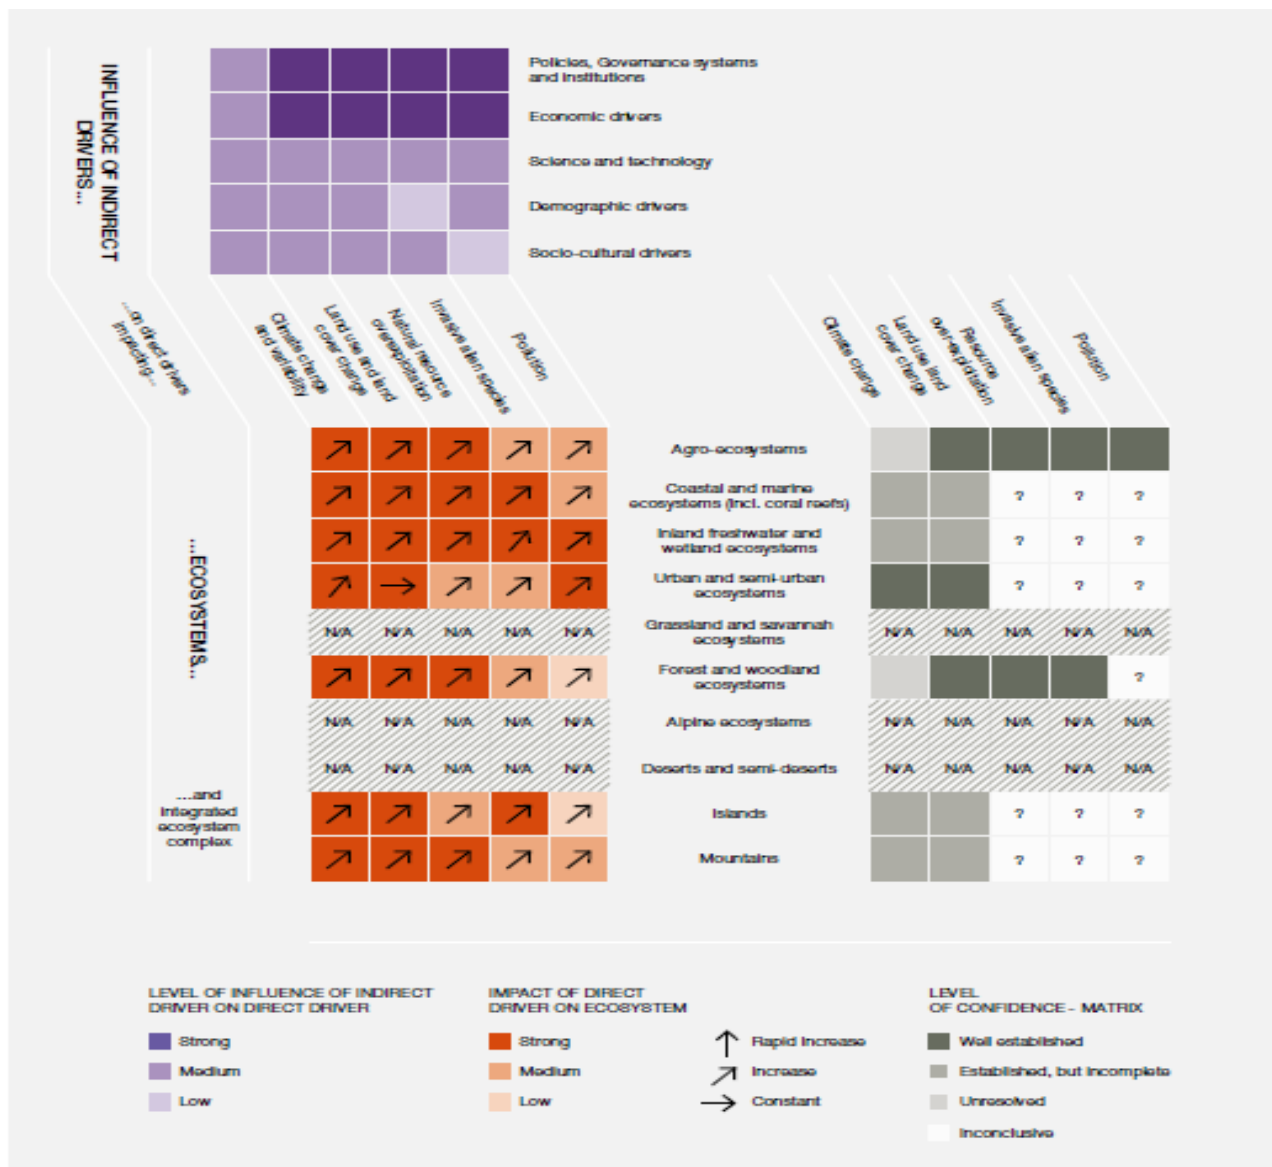 INFLUENCE OF INDIRECT
DRIVERS...
Policies, Governance systems
and Institutions
Economic drivers
Science and technology
Demographic drivers
Socio-cultural drivers
...on direct drivers
impacting...
Climate change
and variability
Land use and land
cover change
Natural resource
overexploitation
Invasive alien species
Pollution
Climate change
Land use land
cover change
Resource
over-exploitation
Invasive alien species
Pollution
...ECOSYSTEMS...
Agro-ecosystems
Coastal and marine
ecosystems (incl. coral reefs)
? ? ?
Inland freshwater and
wetland ecosystems
? ? ?
Urban and semi-urban
ecosystems
? ? ?
N/A N/A N/A N/A N/A
Grassland and savannah
ecosystems
N/A N/A N/A N/A N/A
Forest and woodland
ecosystems
?
N/A N/A N/A N/A N/A
Alpine ecosystems
N/A N/A N/A N/A N/A
N/A N/A N/A N/A N/A
Deserts and semi-deserts
N/A N/A N/A N/A N/A
...and
integrated
ecosystem
complex
Islands
? ? ?
Mountains
? ? ?
LEVEL OF INFLUENCE OF INDIRECT
DRIVER ON DIRECT DRIVER
Strong
Medium
Low
IMPACT OF DIRECT
DRIVER ON ECOSYSTEM
Strong
Medium
Low
Rapid Increase
Increase
Constant
LEVEL
OF CONFIDENCE - MATRIX
Well established
Established, but incomplete
Unresolved
Inconclusive